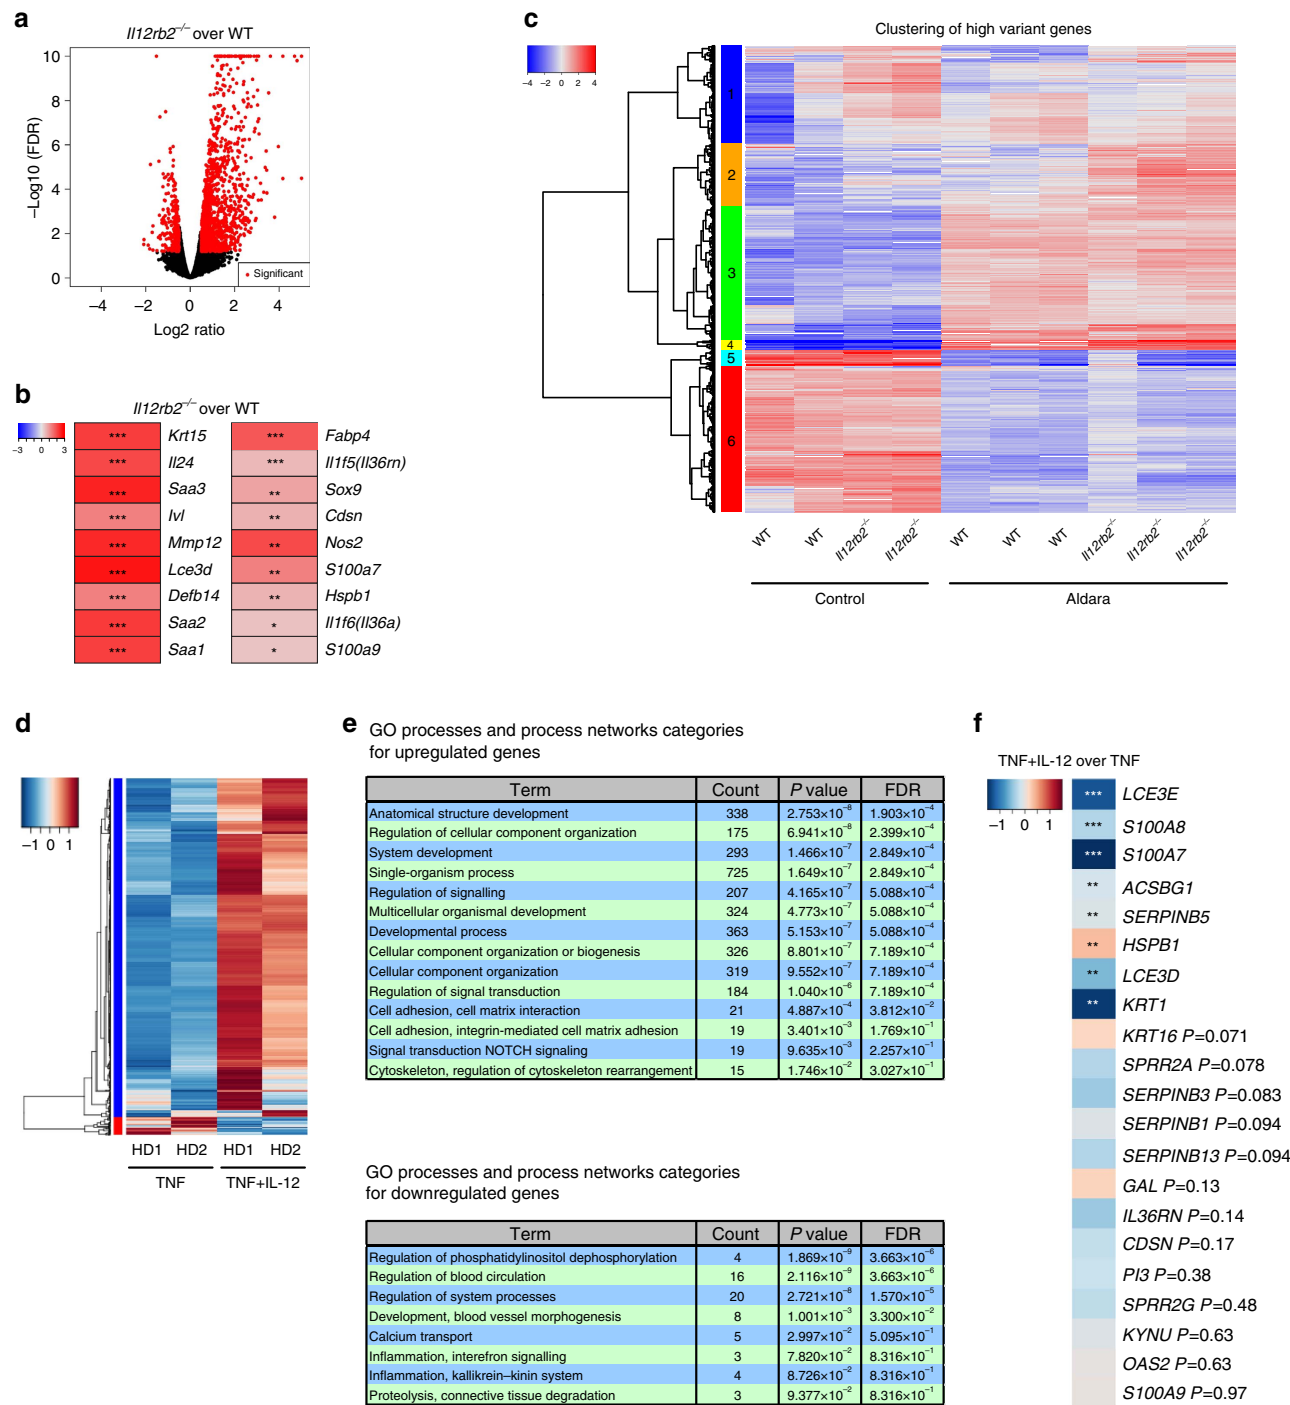 a
Il12rb2−/− over WT
10
8
6
4
2
0
−Log10 (FDR)
Significant
−4 −2 0 2 4
Log2 ratio
b
Il12rb2−/− over WT
−3 0 3
*** Krt15 *** Fabp4
*** Il24 *** Il1f5(Il36rn)
*** Saa3 ** Sox9
*** Ivl ** Cdsn
*** Mmp12 ** Nos2
*** Lce3d ** S100a7
*** Defb14 ** Hspb1
*** Saa2 * Il1f6(Il36a)
*** Saa1 * S100a9
c
Clustering of high variant genes
−4 −2 0 2 4
1
2
3
4
5
6
WT WT Il12rb2−/− Il12rb2−/− WT WT WT Il12rb2−/− Il12rb2−/− Il12rb2−/−
Control Aldara
d
−1 0 1
HD1 HD2 HD1 HD2
TNF TNF+IL-12
e
GO processes and process networks categories
for upregulated genes
Term Count P value FDR
Anatomical structure development 338 2.753×10−8 1.903×10−4
Regulation of cellular component organization 175 6.941×10−8 2.399×10−4
System development 293 1.466×10−7 2.849×10−4
Single-organism process 725 1.649×10−7 2.849×10−4
Regulation of signalling 207 4.165×10−7 5.088×10−4
Multicellular organismal development 324 4.773×10−7 5.088×10−4
Developmental process 363 5.153×10−7 5.088×10−4
Cellular component organization or biogenesis 326 8.801×10−7 7.189×10−4
Cellular component organization 319 9.552×10−7 7.189×10−4
Regulation of signal transduction 184 1.040×10−6 7.189×10−4
Cell adhesion, cell matrix interaction 21 4.887×10−4 3.812×10−2
Cell adhesion, integrin-mediated cell matrix adhesion 19 3.401×10−3 1.769×10−1
Signal transduction NOTCH signaling 19 9.635×10−3 2.257×10−1
Cytoskeleton, regulation of cytoskeleton rearrangement 15 1.746×10−2 3.027×10−1
GO processes and process networks categories
for downregulated genes
Term Count P value FDR
Regulation of phosphatidylinositol dephosphorylation 4 1.869×10−9 3.663×10−6
Regulation of blood circulation 16 2.116×10−9 3.663×10−6
Regulation of system processes 20 2.721×10−8 1.570×10−5
Development, blood vessel morphogenesis 8 1.001×10−3 3.300×10−2
Calcium transport 5 2.997×10−2 5.095×10−1
Inflammation, interefron signalling 3 7.820×10−2 8.316×10−1
Inflammation, kallikrein–kinin system 4 8.726×10−2 8.316×10−1
Proteolysis, connective tissue degradation 3 9.377×10−2 8.316×10−1
f
TNF+IL-12 over TNF
−1 0 1
*** LCE3E
*** S100A8
*** S100A7
** ACSBG1
** SERPINB5
** HSPB1
** LCE3D
** KRT1
KRT16 P=0.071
SPRR2A P=0.078
SERPINB3 P=0.083
SERPINB1 P=0.094
SERPINB13 P=0.094
GAL P=0.13
IL36RN P=0.14
CDSN P=0.17
PI3 P=0.38
SPRR2G P=0.48
KYNU P=0.63
OAS2 P=0.63
S100A9 P=0.97